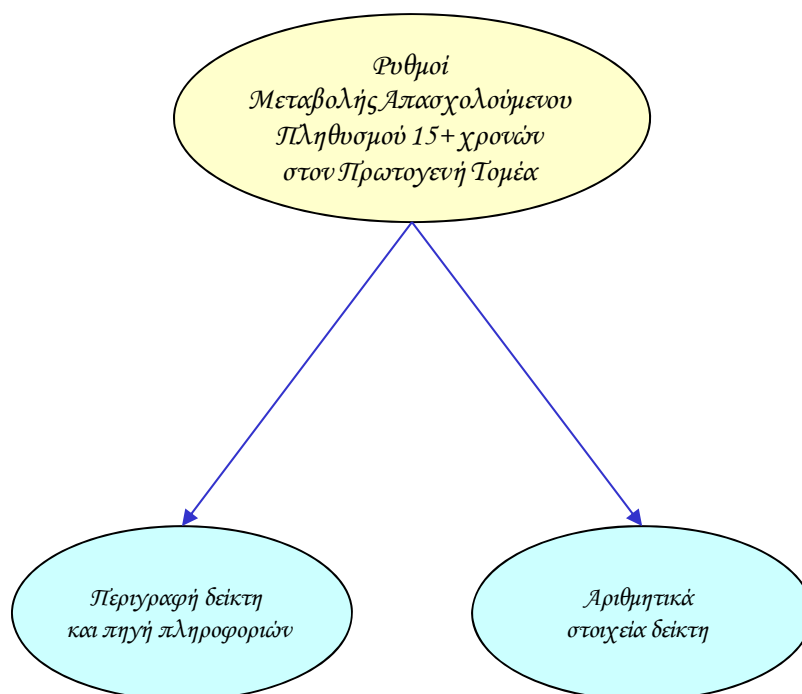 Ρυθμοί
Μεταβολής Απασχολούμενου
Πληθυσμού 15+ χρονών
στον Πρωτογενή Τομέα
Περιγραφή δείκτη
και πηγή πληροφοριών
Αριθμητικά
στοιχεία δείκτη